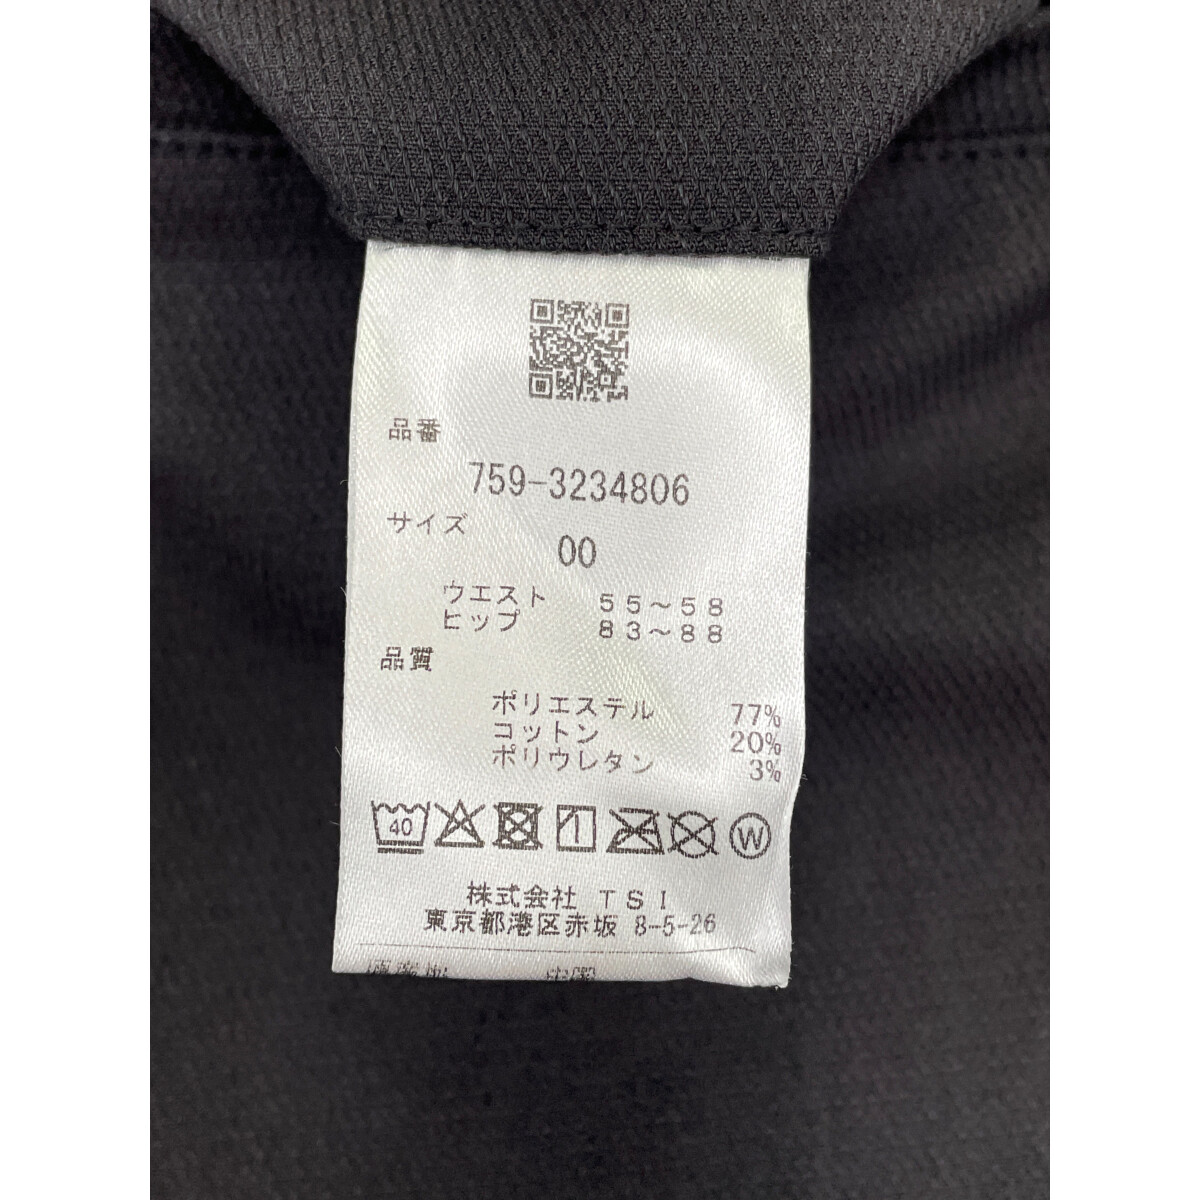 品番
759-3234806
サイズ
00
ウエスト 55~58
ヒップ 83~88
品質
ポリエステル 77%
コットン 20%
ポリウレタン 3%
40 W
株式会社 TSI
東京都港区赤坂 8-5-26